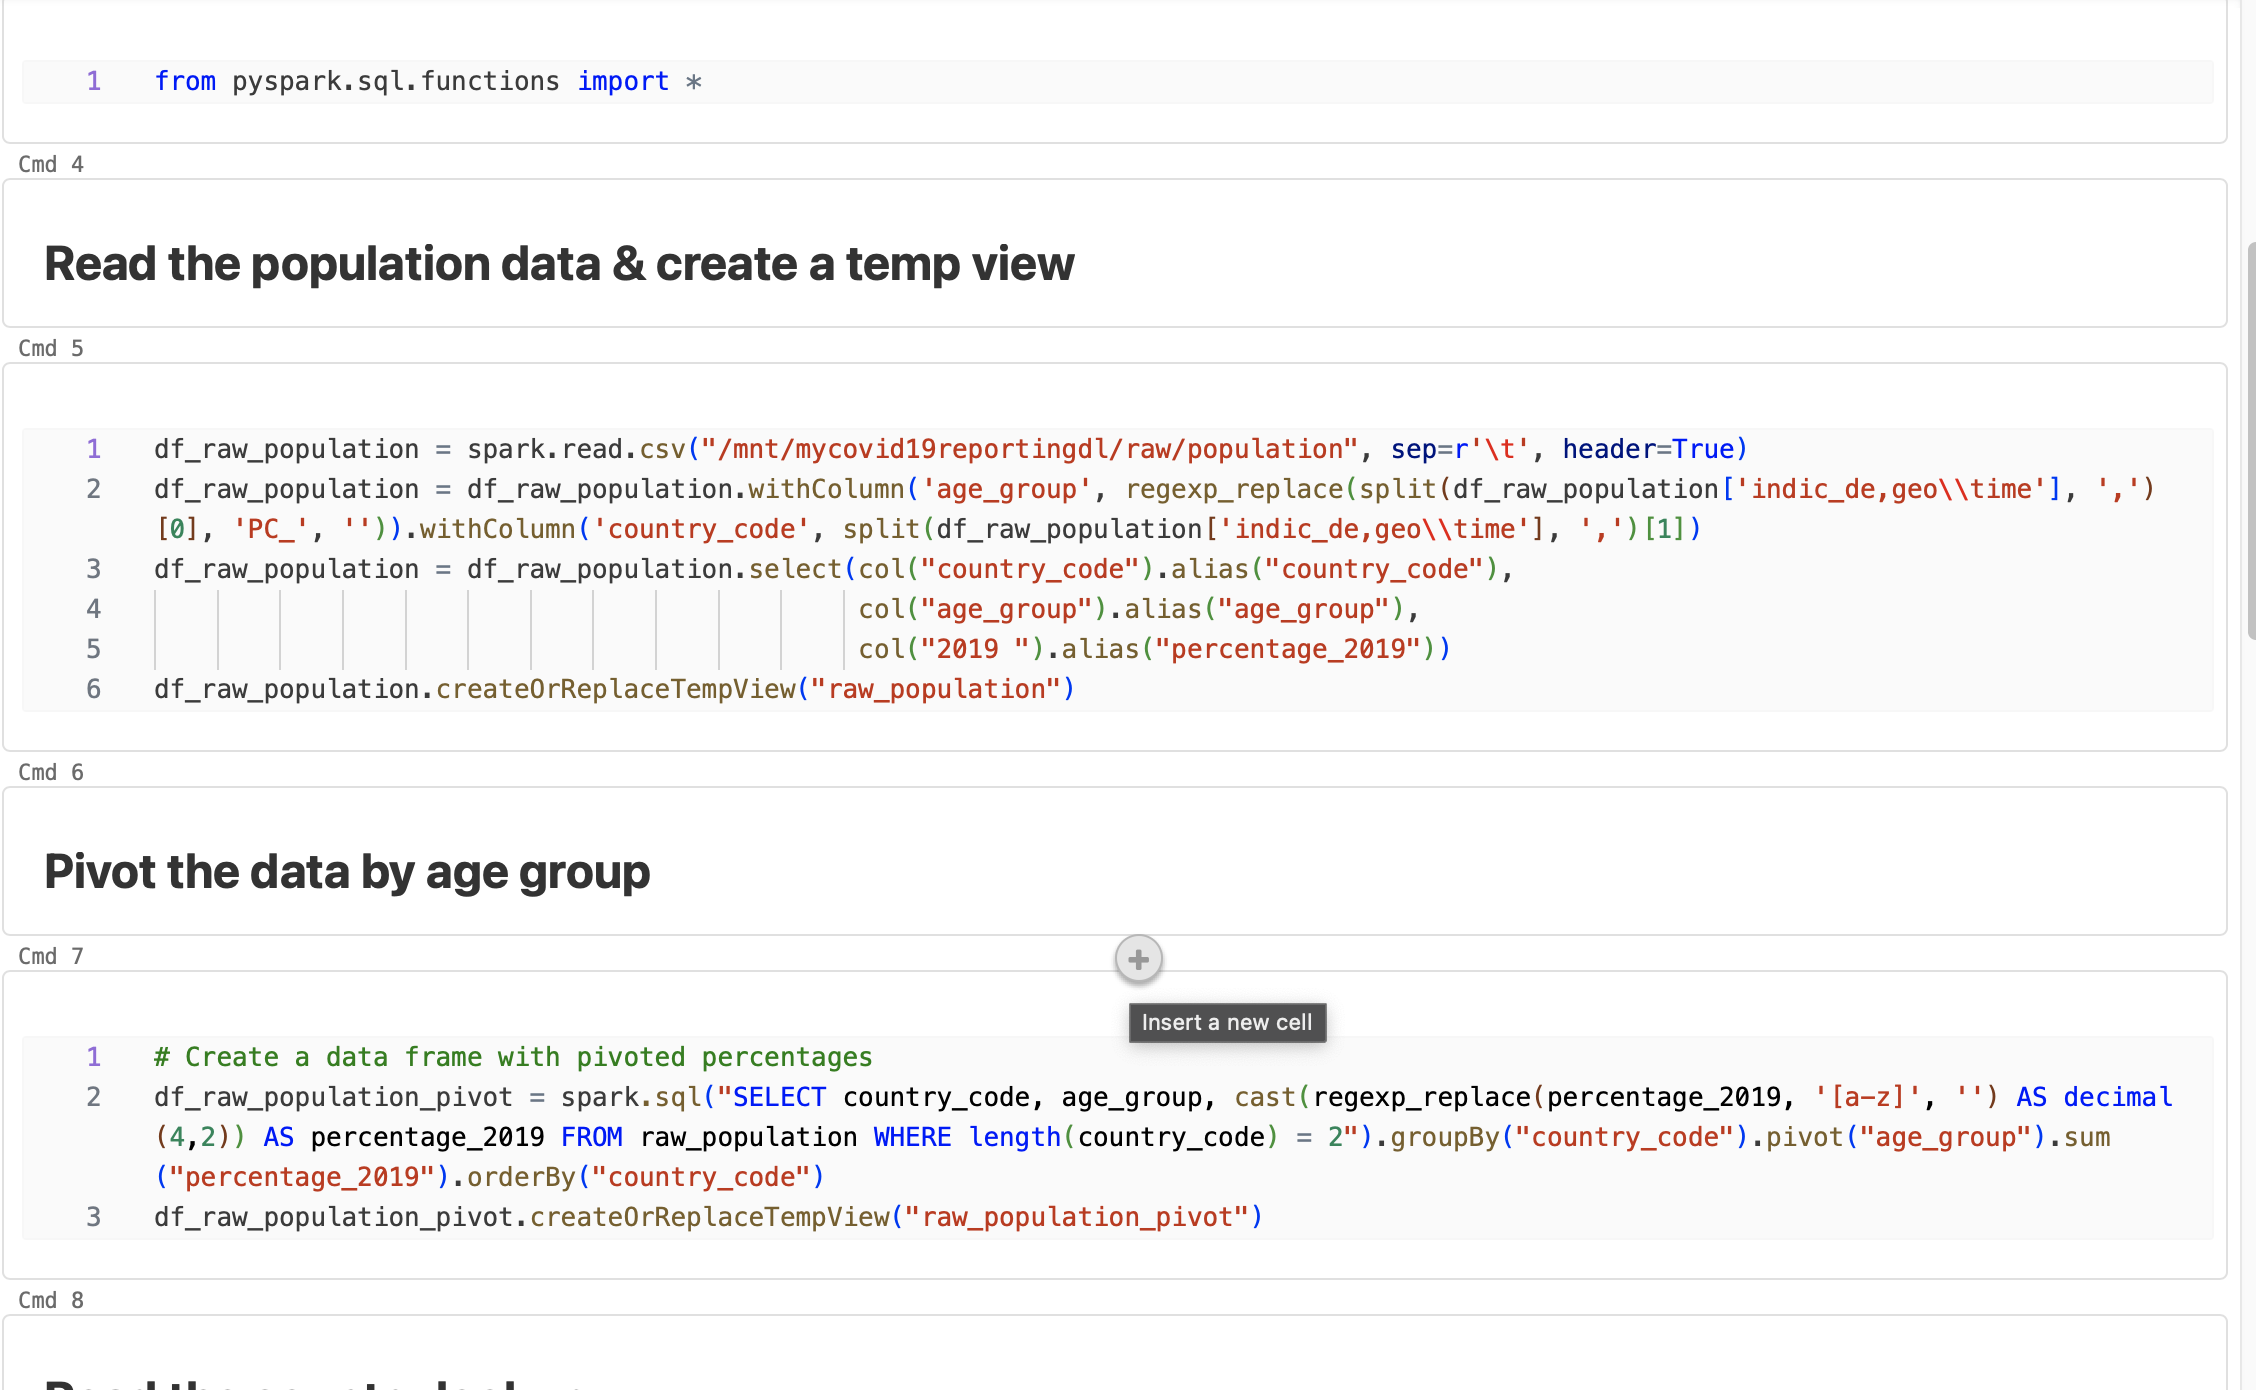 1 from pyspark.sql.functions import *
Cmd 4
Read the population data & create a temp view
Cmd 5
1 df_raw_population = spark.read.csv("/mnt/mycovid19reportingdl/raw/population", sep=r'\t', header=True)
2 df_raw_population = df_raw_population.withColumn('age_group', regexp_replace(split(df_raw_population['indic_de,geo\\time'], ',')
[0], 'PC_', '')).withColumn('country_code', split(df_raw_population['indic_de,geo\\time'], ',')[1])
3 df_raw_population = df_raw_population.select(col("country_code").alias("country_code"),
4 col("age_group").alias("age_group"),
5 col("2019 ").alias("percentage_2019"))
6 df_raw_population.createOrReplaceTempView("raw_population")
Cmd 6
Pivot the data by age group
Cmd 7
Insert a new cell
1 # Create a data frame with pivoted percentages
2 df_raw_population_pivot = spark.sql("SELECT country_code, age_group, cast(regexp_replace(percentage_2019, '[a-z]', '') AS decimal
(4,2)) AS percentage_2019 FROM raw_population WHERE length(country_code) = 2").groupBy("country_code").pivot("age_group").sum
("percentage_2019").orderBy("country_code")
3 df_raw_population_pivot.createOrReplaceTempView("raw_population_pivot")
Cmd 8